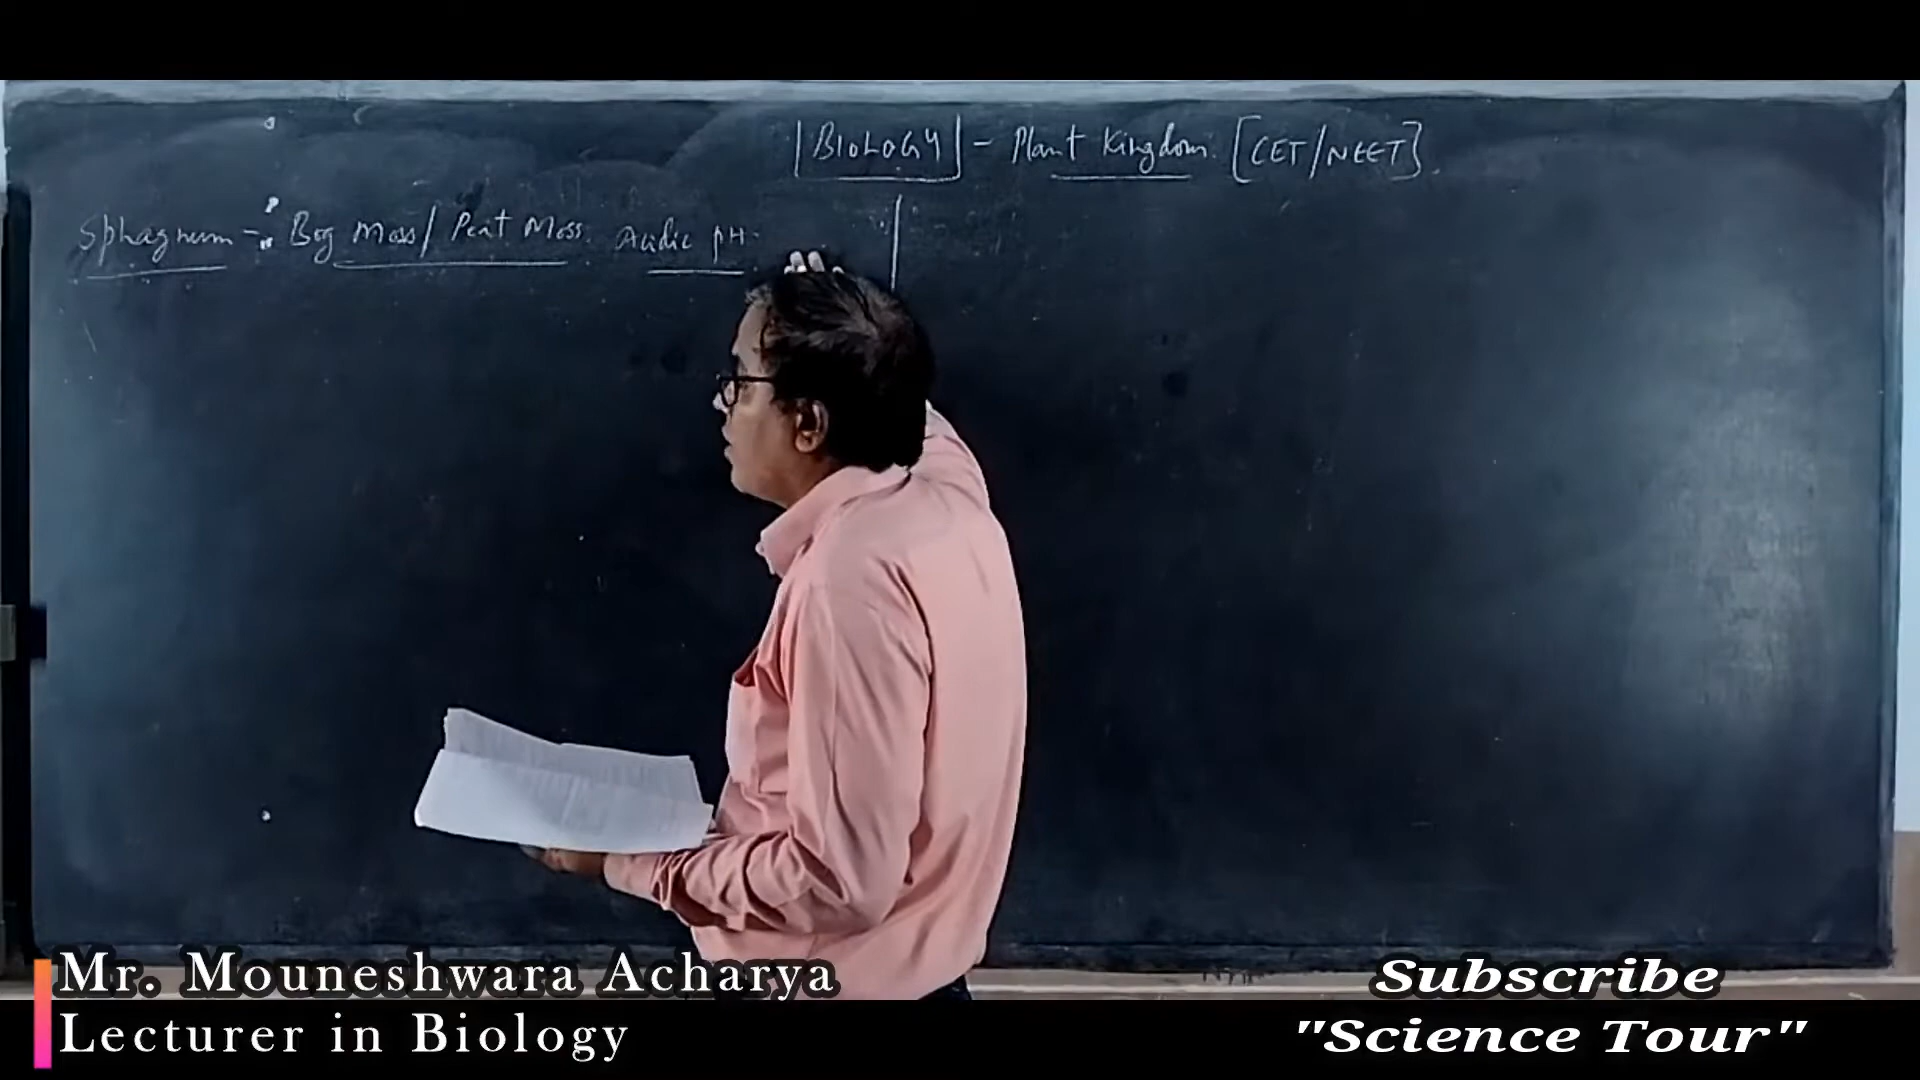 |BIOLOGY| - Plant Kingdom. [CET/NEET].
Sphagnum - Bog Moss/ Peat Moss. Acidic pH.
Mr. Mouneshwara Acharya
Lecturer in Biology
Subscribe
"Science Tour"